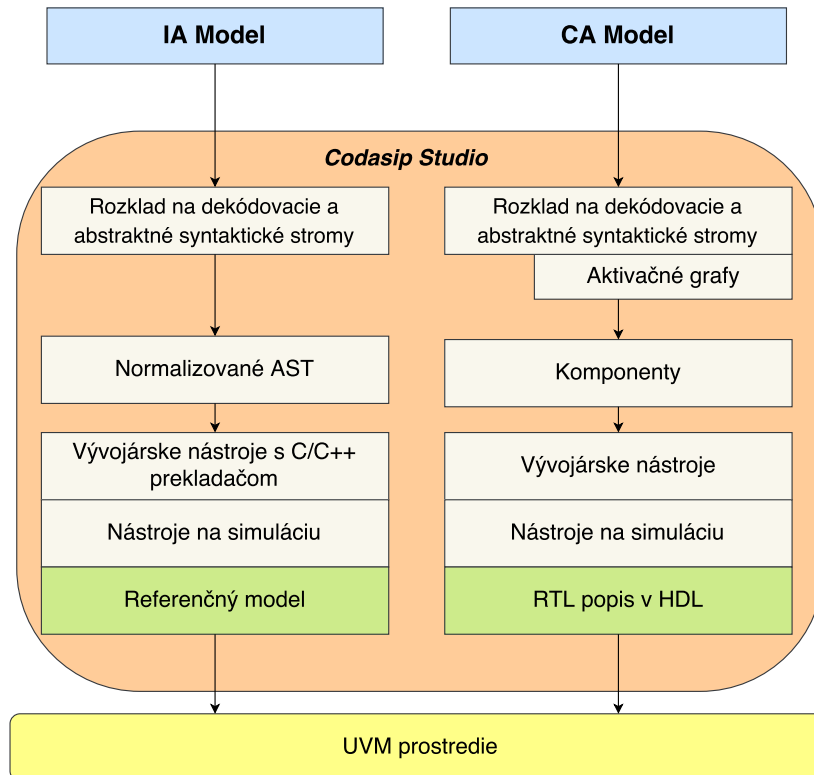 IA Model
CA Model
Codasip Studio
Rozklad na dekódovacie a
abstraktné syntaktické stromy
Rozklad na dekódovacie a
abstraktné syntaktické stromy
Aktivačné grafy
Normalizované AST
Komponenty
Vývojárske nástroje s C/C++
prekladačom
Vývojárske nástroje
Nástroje na simuláciu
Nástroje na simuláciu
Referenčný model
RTL popis v HDL
UVM prostredie